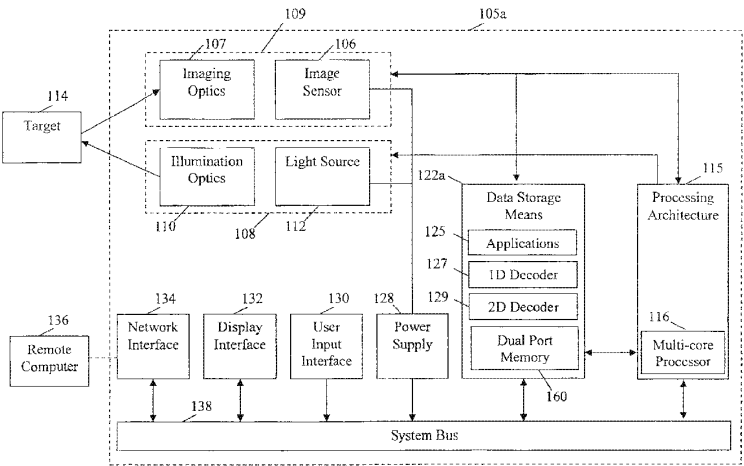 109
105a
107
106
Imaging
Optics
Image
Sensor
114
Target
Illumination
Optics
Light Source
110
108
112
122a
115
Data Storage
Means
Processing
Architecture
125
Applications
127
1D Decoder
129
2D Decoder
116
Dual Port
Memory
Multi-core
Processor
160
136
Remote
Computer
134
Network
Interface
132
Display
Interface
130
User
Input
Interface
128
Power
Supply
138
System Bus